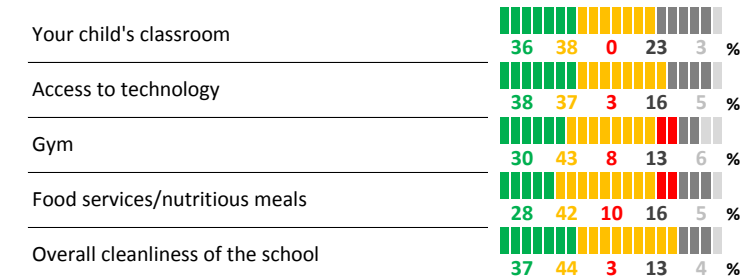 Your child's classroom
36 38 0 23 3 %
Access to technology
38 37 3 16 5 %
Gym
30 43 8 13 6 %
Food services/nutritious meals
28 42 10 16 5 %
Overall cleanliness of the school
37 44 3 13 4 %